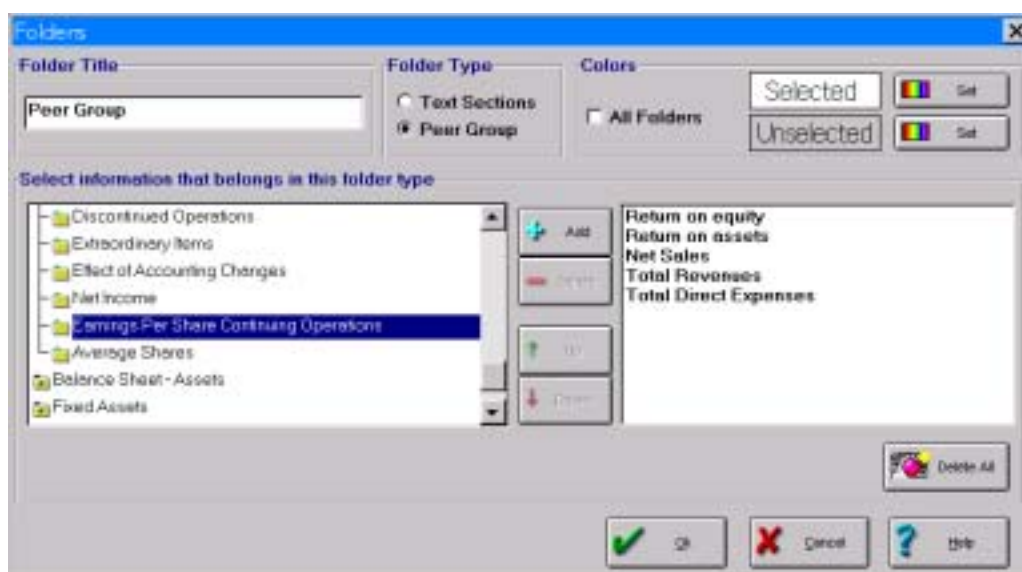 Folders
Folder Title
Peer Group
Folder Type
Text Sections
Peer Group
Colors
All Folders
Selected
Set
Unselected
Set
Select information that belongs in this folder type
Discontinued Operations
Extraordinary Items
Effect of Accounting Changes
Net Income
Earnings Per Share Continuing Operations
Average Shares
Balance Sheet - Assets
Fixed Assets
Add
Delete
Up
Down
Return on equity
Return on assets
Net Sales
Total Revenues
Total Direct Expenses
Delete All
Ok
Cancel
Help